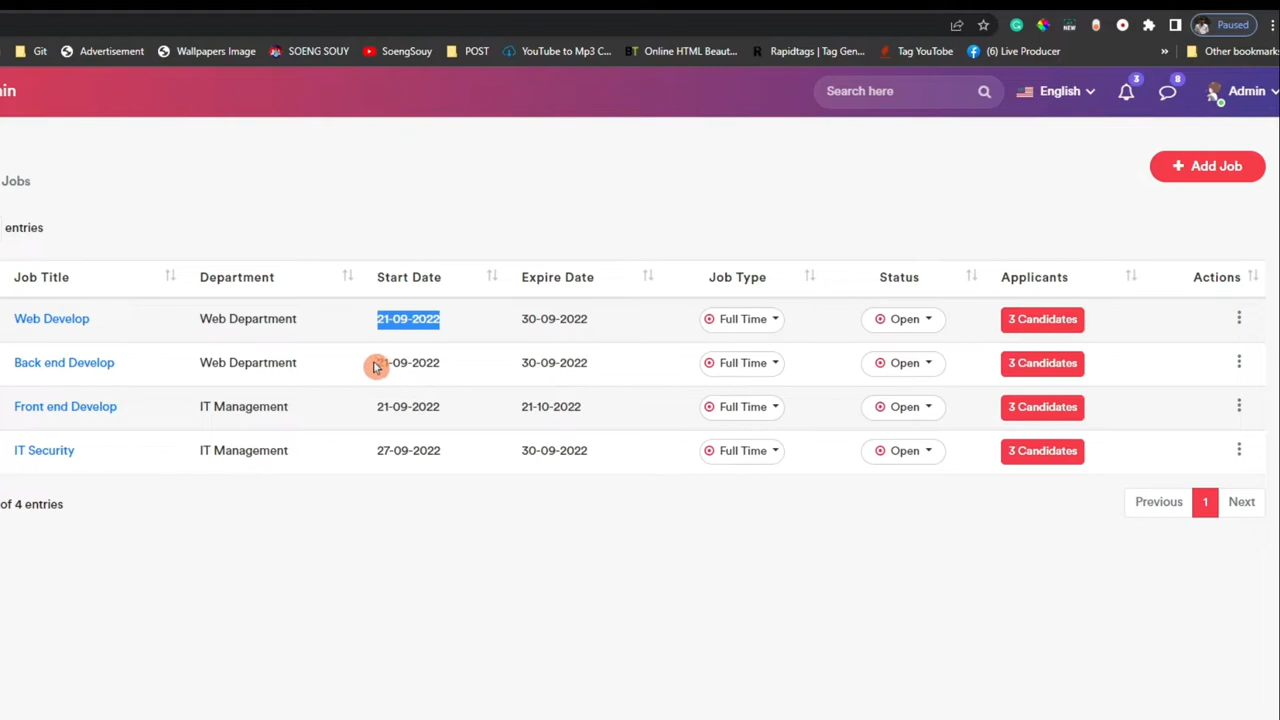 Paused
Git Advertisement Wallpapers Image SOENG SOUY SoengSouy POST YouTube to Mp3 C... BT Online HTML Beaut... R Rapidtags | Tag Gen... Tag YouTube (6) Live Producer » Other bookmark
NEW
min Search here English 3 8 Admin
+ Add Job
Jobs
entries
Job Title Department Start Date Expire Date Job Type Status Applicants Actions
Web Develop Web Department 21-09-2022 30-09-2022 Full Time Open 3 Candidates
Back end Develop Web Department 21-09-2022 30-09-2022 Full Time Open 3 Candidates
Front end Develop IT Management 21-09-2022 21-10-2022 Full Time Open 3 Candidates
IT Security IT Management 27-09-2022 30-09-2022 Full Time Open 3 Candidates
of 4 entries Previous 1 Next